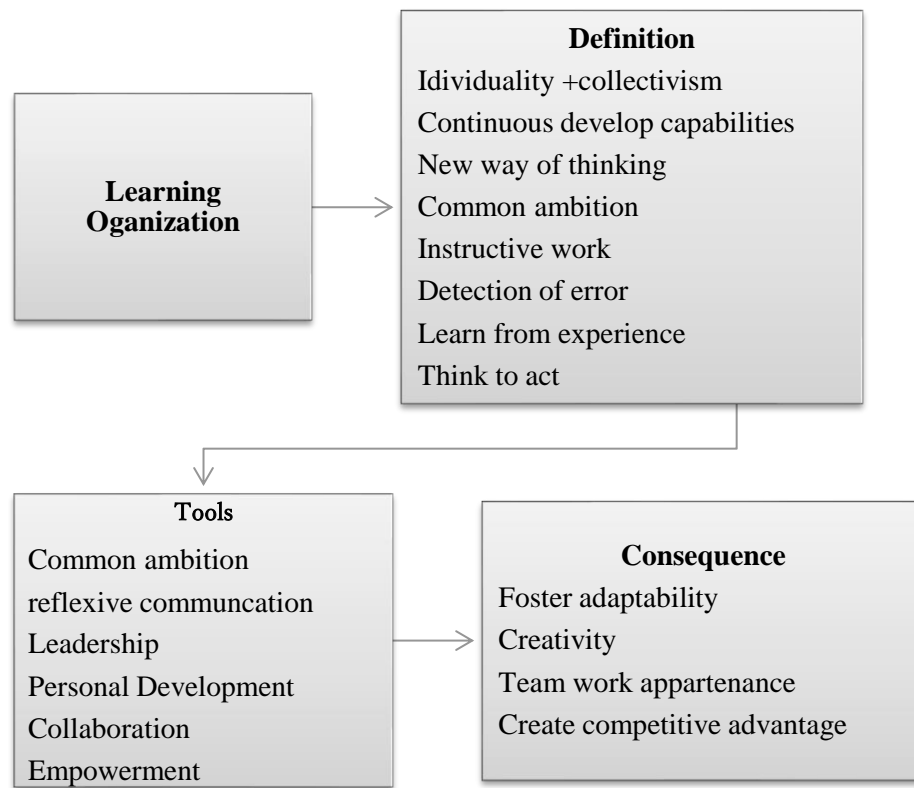 Learning
Oganization
Definition
Idividuality +collectivism
Continuous develop capabilities
New way of thinking
Common ambition
Instructive work
Detection of error
Learn from experience
Think to act
Tools
Common ambition
reflexive communcation
Leadership
Personal Development
Collaboration
Empowerment
Consequence
Foster adaptability
Creativity
Team work appartenance
Create competitive advantage